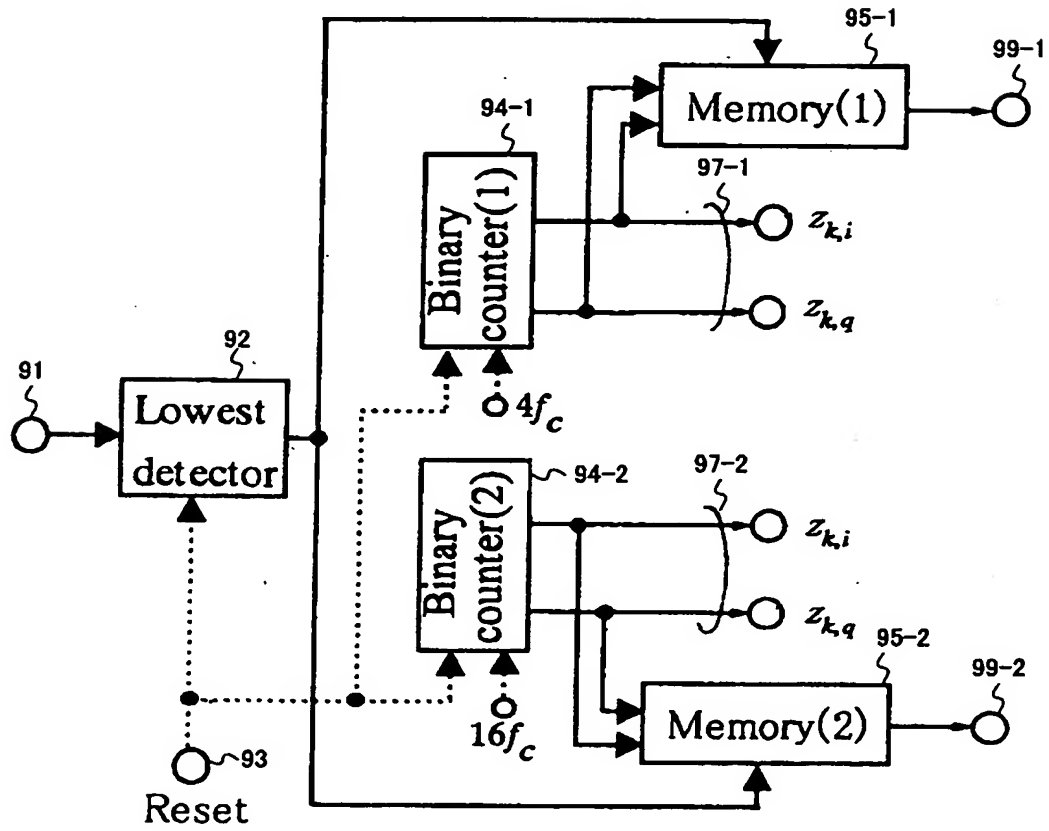 95-1
99-1
Memory(1)
94-1
97-1
Binary
counter(1)
z_{k,i}
z_{k,q}
92
91
Lowest
detector
4f_c
94-2
97-2
Binary
counter(2)
z_{k,i}
z_{k,q}
95-2
99-2
16f_c
Memory(2)
93
Reset